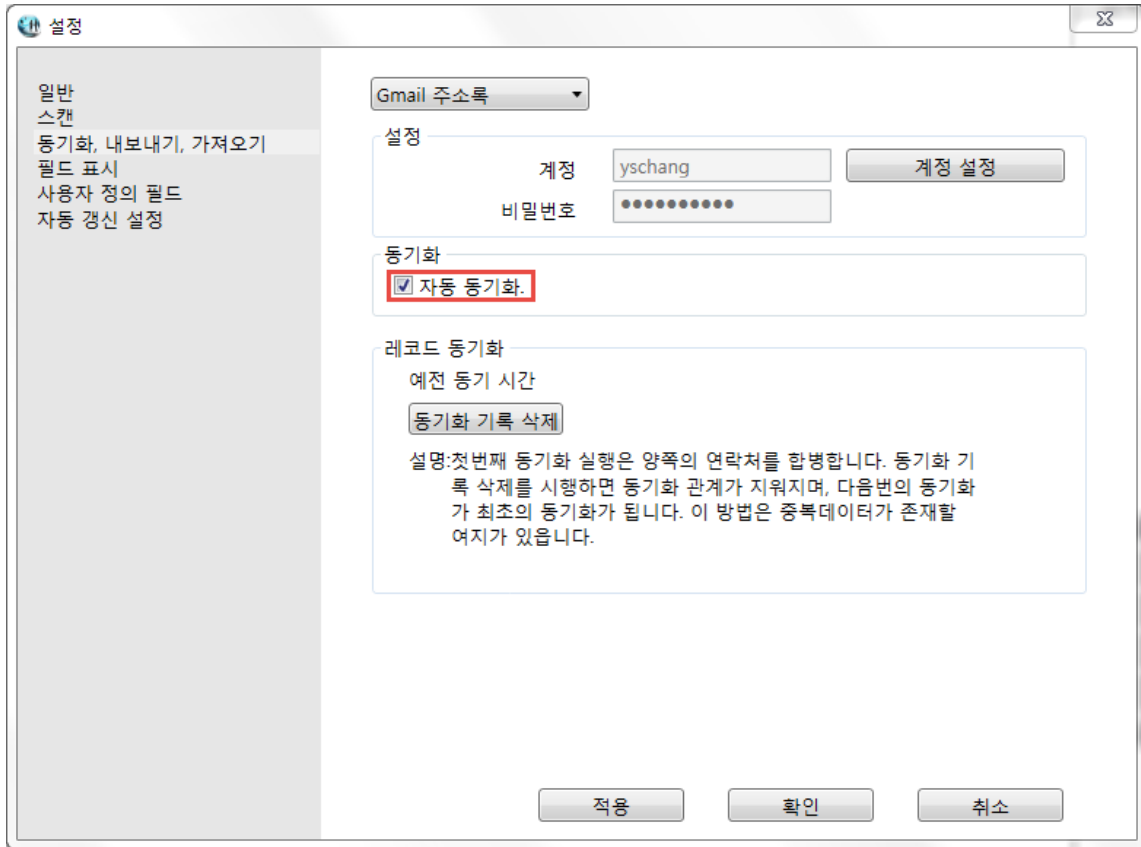 설정
일반
스캔
동기화, 내보내기, 가져오기
필드 표시
사용자 정의 필드
자동 갱신 설정
Gmail 주소록
설정
계정
yschang
계정 설정
비밀번호
●●●●●●●●●●
동기화
자동 동기화.
레코드 동기화
예전 동기 시간
동기화 기록 삭제
설명:첫번째 동기화 실행은 양쪽의 연락처를 합병합니다. 동기화 기
록 삭제를 시행하면 동기화 관계가 지워지며, 다음번의 동기화
가 최초의 동기화가 됩니다. 이 방법은 중복데이터가 존재할
여지가 있읍니다.
적용
확인
취소